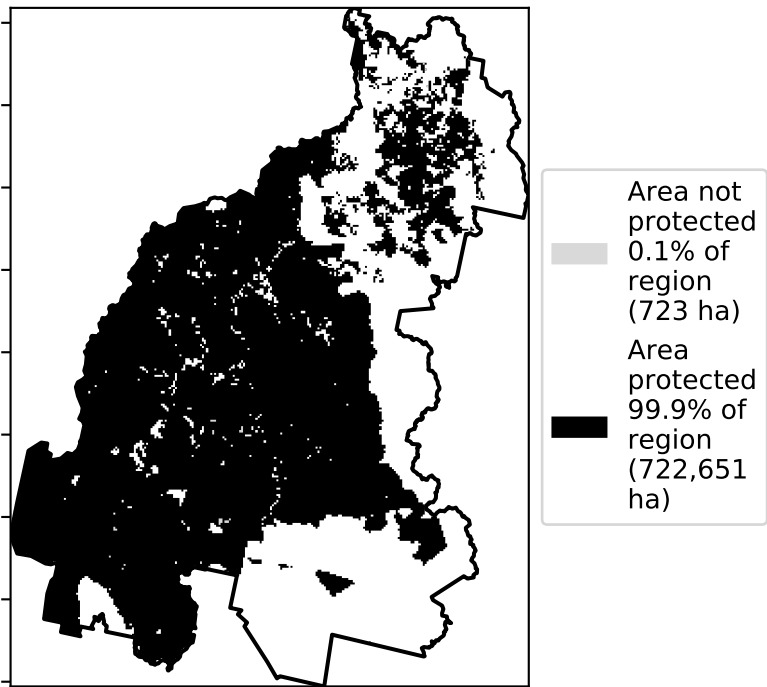 Area not
protected
0.1% of
region
(723 ha)
Area
protected
99.9% of
region
(722,651
ha)